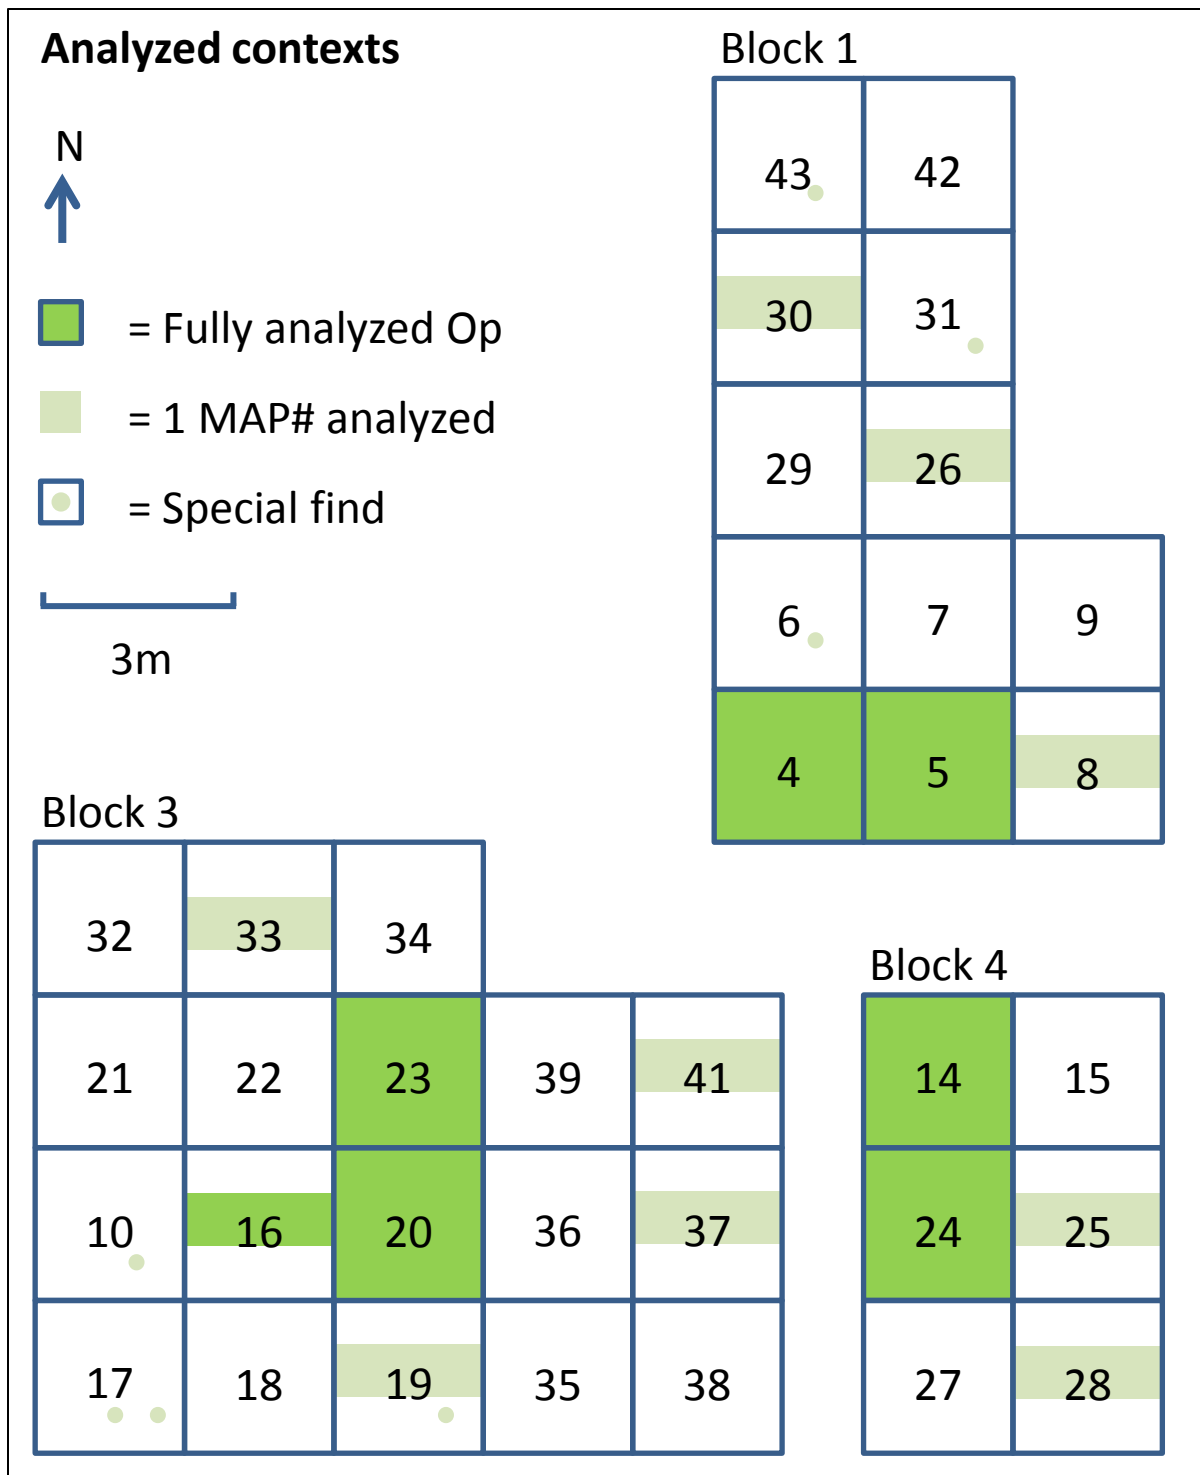 Analyzed contexts
N
= Fully analyzed Op
= 1 MAP# analyzed
= Special find
3m
Block 1
43 42
30 31
29 26
6 7 9
4 5 8
Block 3
32 33 34
21 22 23 39 41
10 16 20 36 37
17 18 19 35 38
Block 4
14 15
24 25
27 28